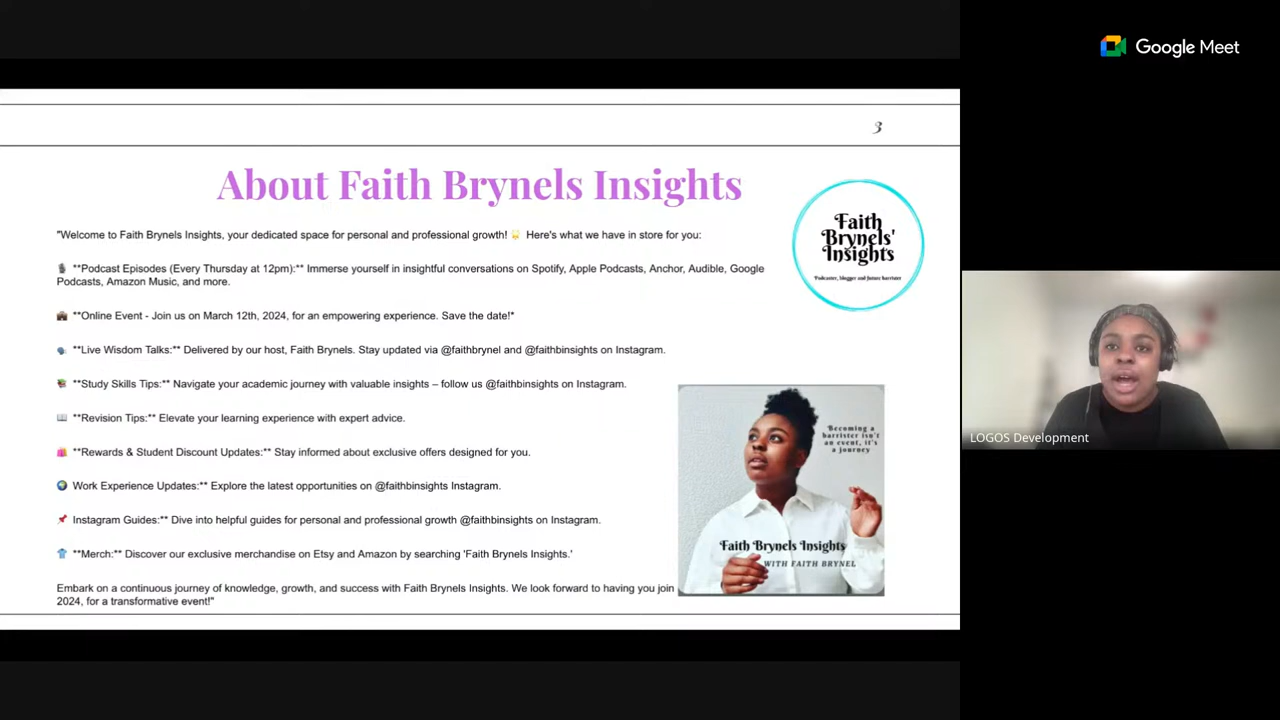 Google Meet
3
About Faith Brynels Insights
"Welcome to Faith Brynels Insights, your dedicated space for personal and professional growth! 🌟 Here's what we have in store for you:
🎙️ **Podcast Episodes (Every Thursday at 12pm):** Immerse yourself in insightful conversations on Spotify, Apple Podcasts, Anchor, Audible, Google
Podcasts, Amazon Music, and more.
💼 **Online Event - Join us on March 12th, 2024, for an empowering experience. Save the date!*
🗣️ **Live Wisdom Talks:** Delivered by our host, Faith Brynels. Stay updated via @faithbrynel and @faithbinsights on Instagram.
📚 **Study Skills Tips:** Navigate your academic journey with valuable insights – follow us @faithbinsights on Instagram.
📖 **Revision Tips:** Elevate your learning experience with expert advice.
🛍️ **Rewards & Student Discount Updates:** Stay informed about exclusive offers designed for you.
🌍 Work Experience Updates:** Explore the latest opportunities on @faithbinsights Instagram.
📌 Instagram Guides:** Dive into helpful guides for personal and professional growth @faithbinsights on Instagram.
👕 **Merch:** Discover our exclusive merchandise on Etsy and Amazon by searching 'Faith Brynels Insights.'
Embark on a continuous journey of knowledge, growth, and success with Faith Brynels Insights. We look forward to having you join
2024, for a transformative event!"
Faith
Brynels'
Insights
Podcaster, blogger and future barrister
Becoming a
barrister isn't
an event, it's
a journey
Faith Brynels Insights
WITH FAITH BRYNEL
LOGOS Development